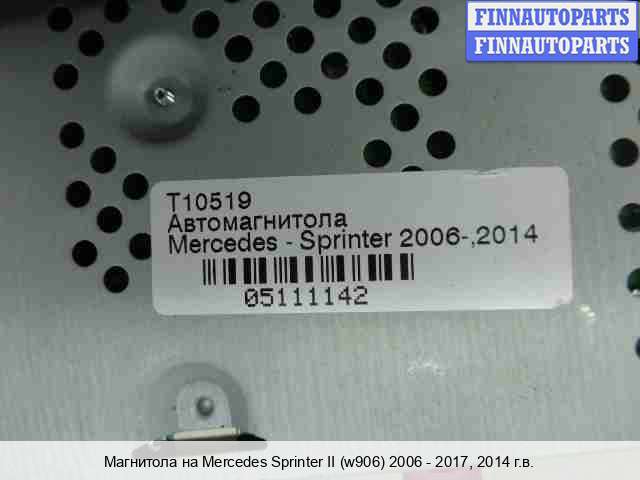 FINNAUTOPARTS
FINNAUTOPARTS
T10519
Автомагнитола
Mercedes - Sprinter 2006-,2014
05111142
Магнитола на Mercedes Sprinter II (w906) 2006 - 2017, 2014 г.в.